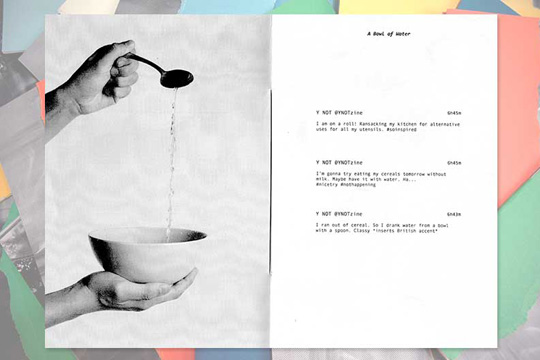 A Bowl of Water
Y NOT @YNOTzine 6h45m
I am on a roll! Ransacking my kitchen for alternative
uses for all my utensils. #soinspired
Y NOT @YNOTzine 6h45m
I'm gonna try eating my cereals tomorrow without
milk. Maybe have it with water. Ha...
#nicetry #nothappening
Y NOT @YNOTzine 6h43m
I ran out of cereal. So I drank water from a bowl
with a spoon. Classy *inserts British accent*